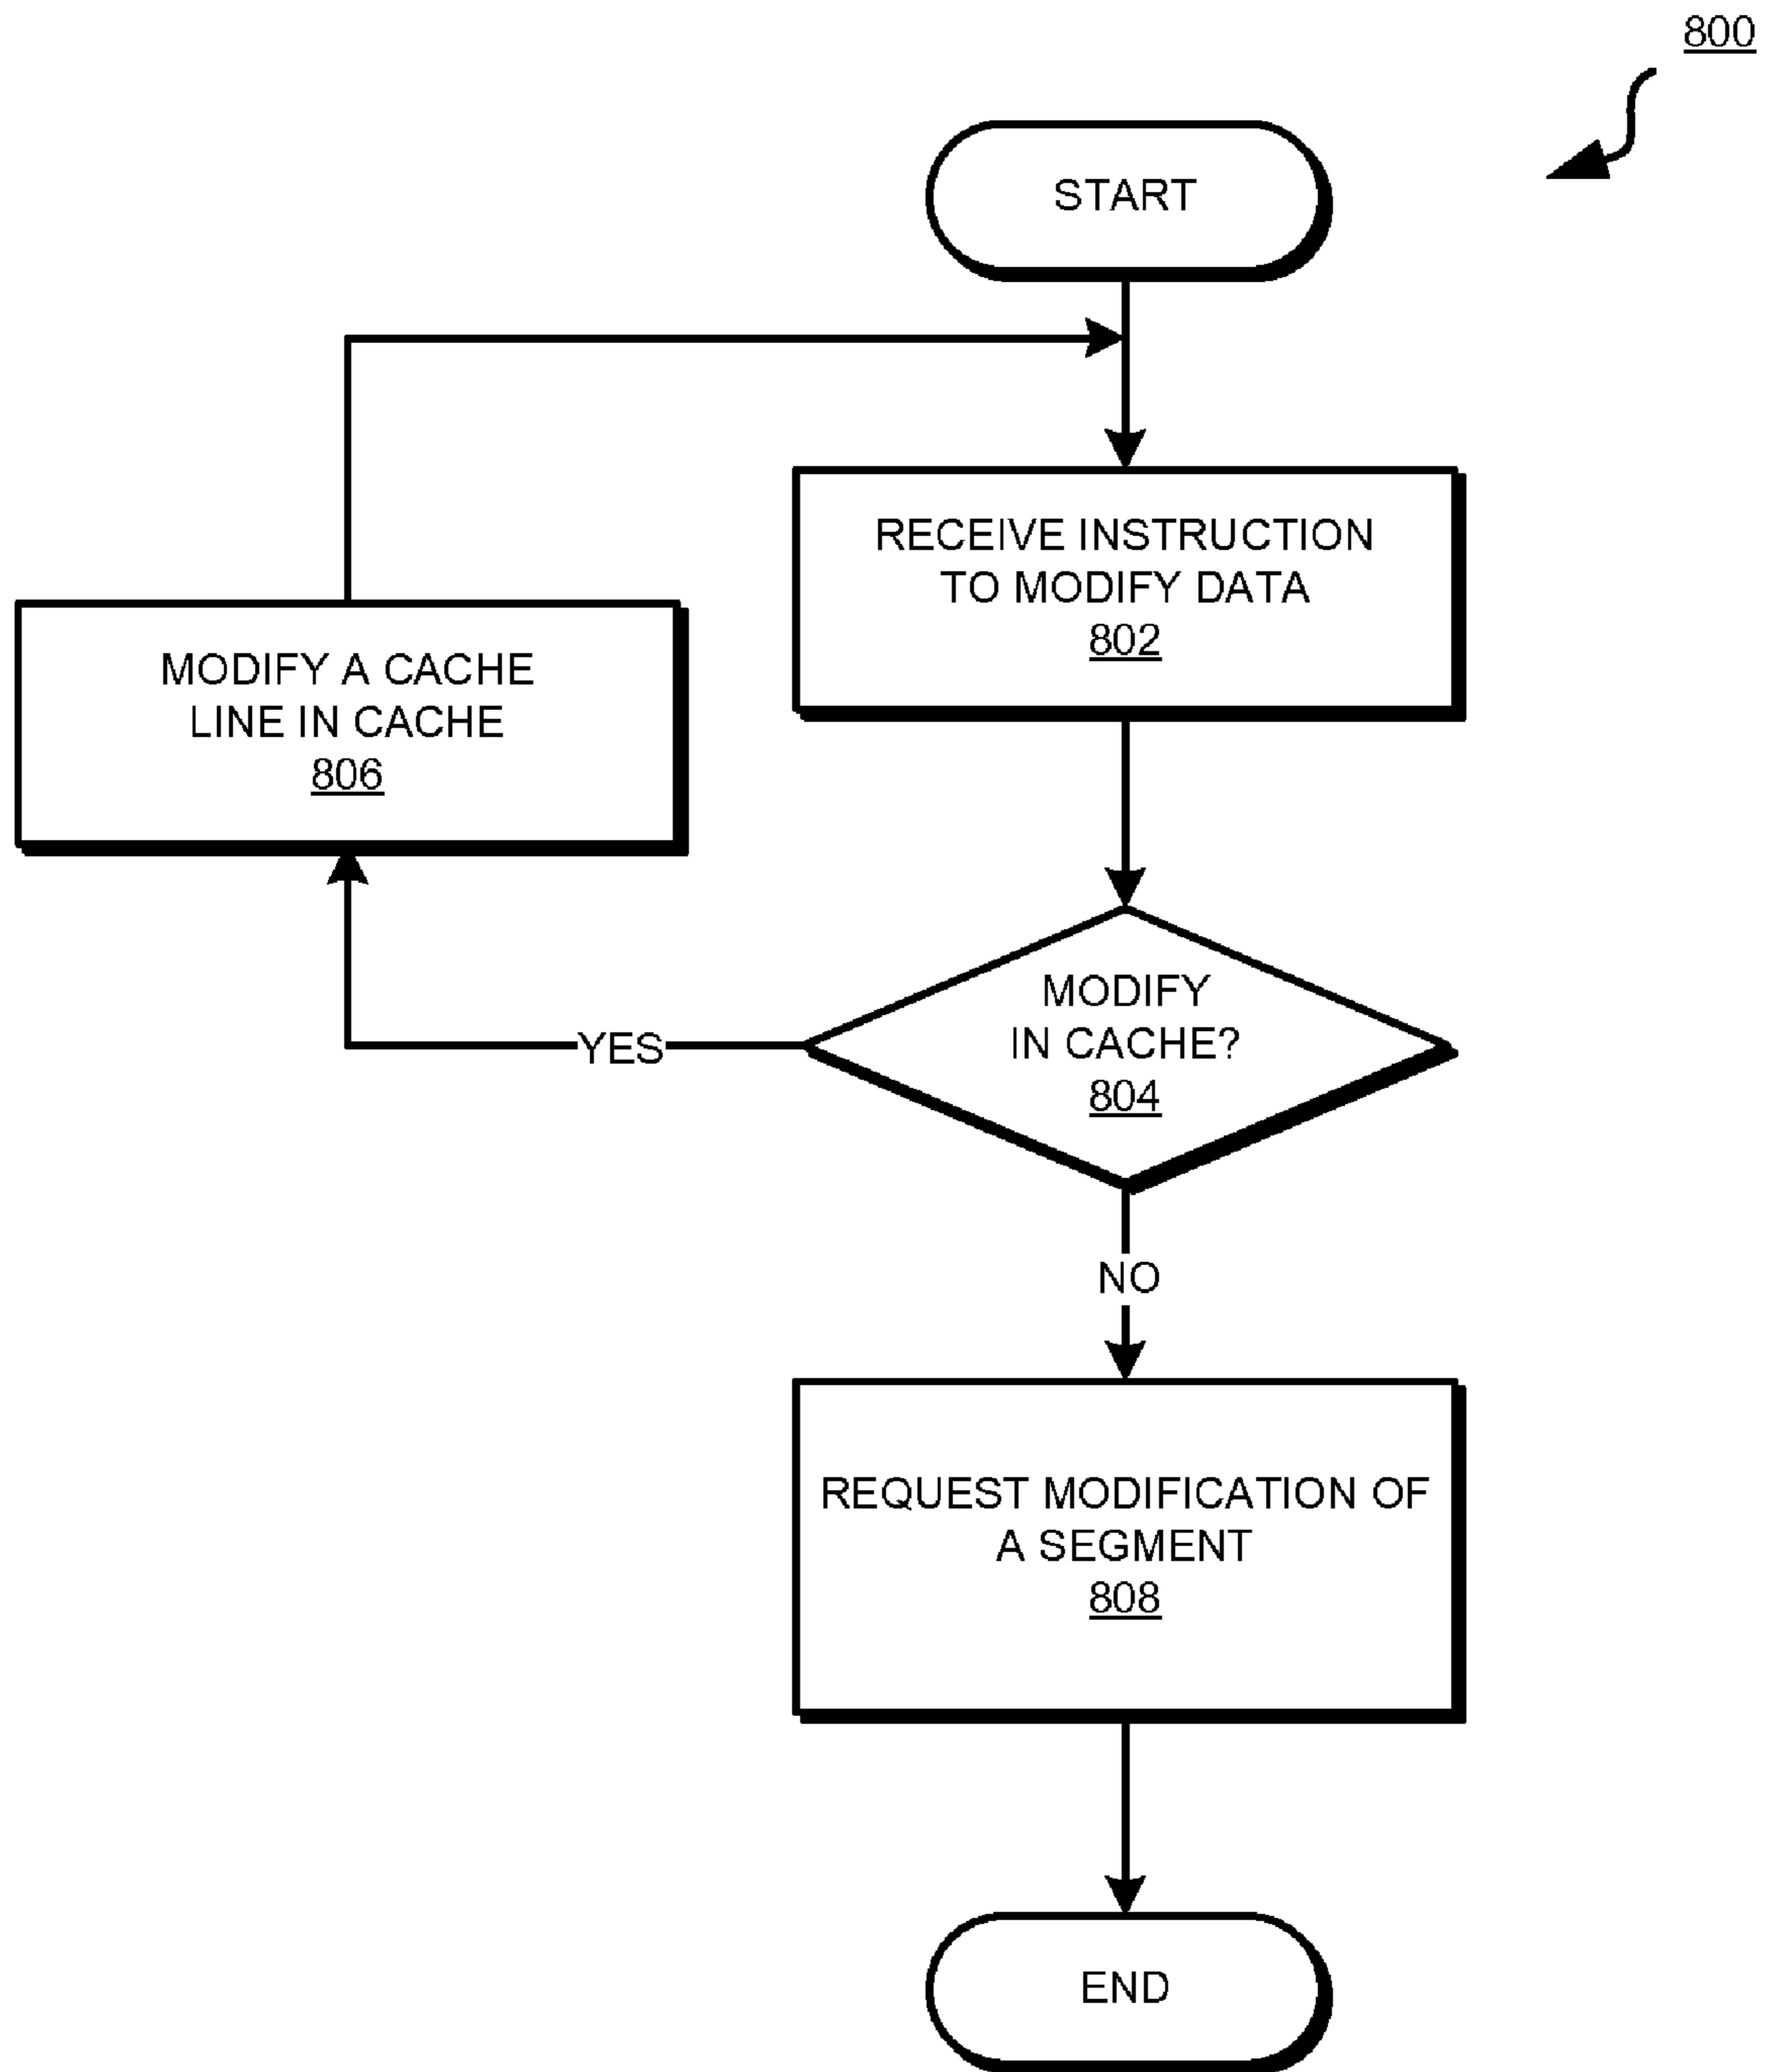 800
START
RECEIVE INSTRUCTION
TO MODIFY DATA
802
MODIFY A CACHE
LINE IN CACHE
806
MODIFY
IN CACHE?
804
YES
NO
REQUEST MODIFICATION OF
A SEGMENT
808
END